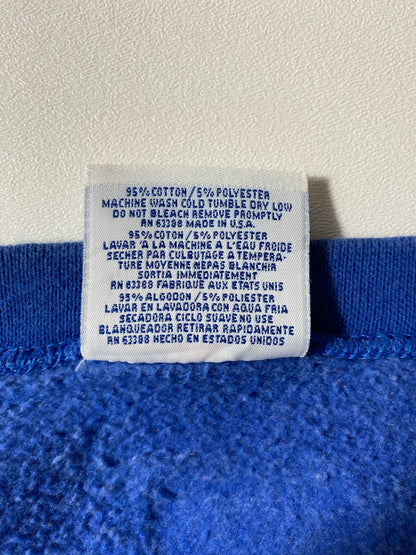 95% COTTON / 5% POLYESTER
MACHINE WASH COLD TUMBLE DRY LOW
DO NOT BLEACH REMOVE PROMPTLY
RN 63388 MADE IN U.S.A.
95% COTON / 5% POLYESTER
LAVAR 'A LA MACHINE A L'EAU FROIDE
SECHER PAR CULBUTAGE A TEMPERA-
TURE MOYENNE NEPAS BLANCHIR
SORTIA IMMEDIATEMENT
RN 63388 FABRIQUE AUX ETATS UNIS
95% ALGODON / 5% POLIESTER
LAVAR EN LAVADORA CON AQUA FRIA
SECADORA CICLO SUAVE NO USE
BLANQUEADOR RETIRAR RAPIDAMENTE
RN 63388 HECHO EN ESTADOS UNIDOS